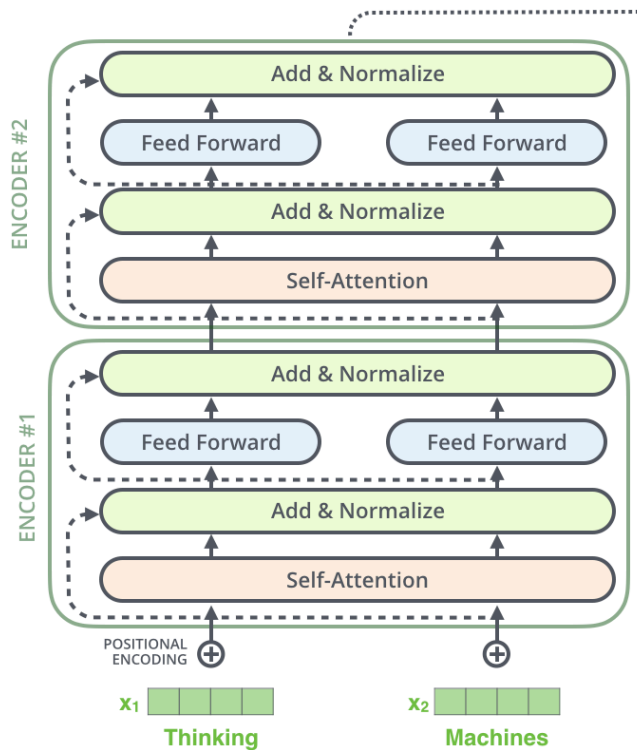 ENCODER #2
Add & Normalize
Feed Forward
Feed Forward
Add & Normalize
Self-Attention
ENCODER #1
Add & Normalize
Feed Forward
Feed Forward
Add & Normalize
Self-Attention
POSITIONAL
ENCODING
x₁
x₂
Thinking
Machines